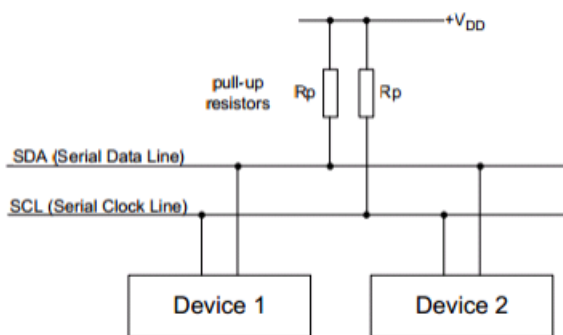 +VDD
pull-up
resistors
Rp
Rp
SDA (Serial Data Line)
SCL (Serial Clock Line)
Device 1
Device 2